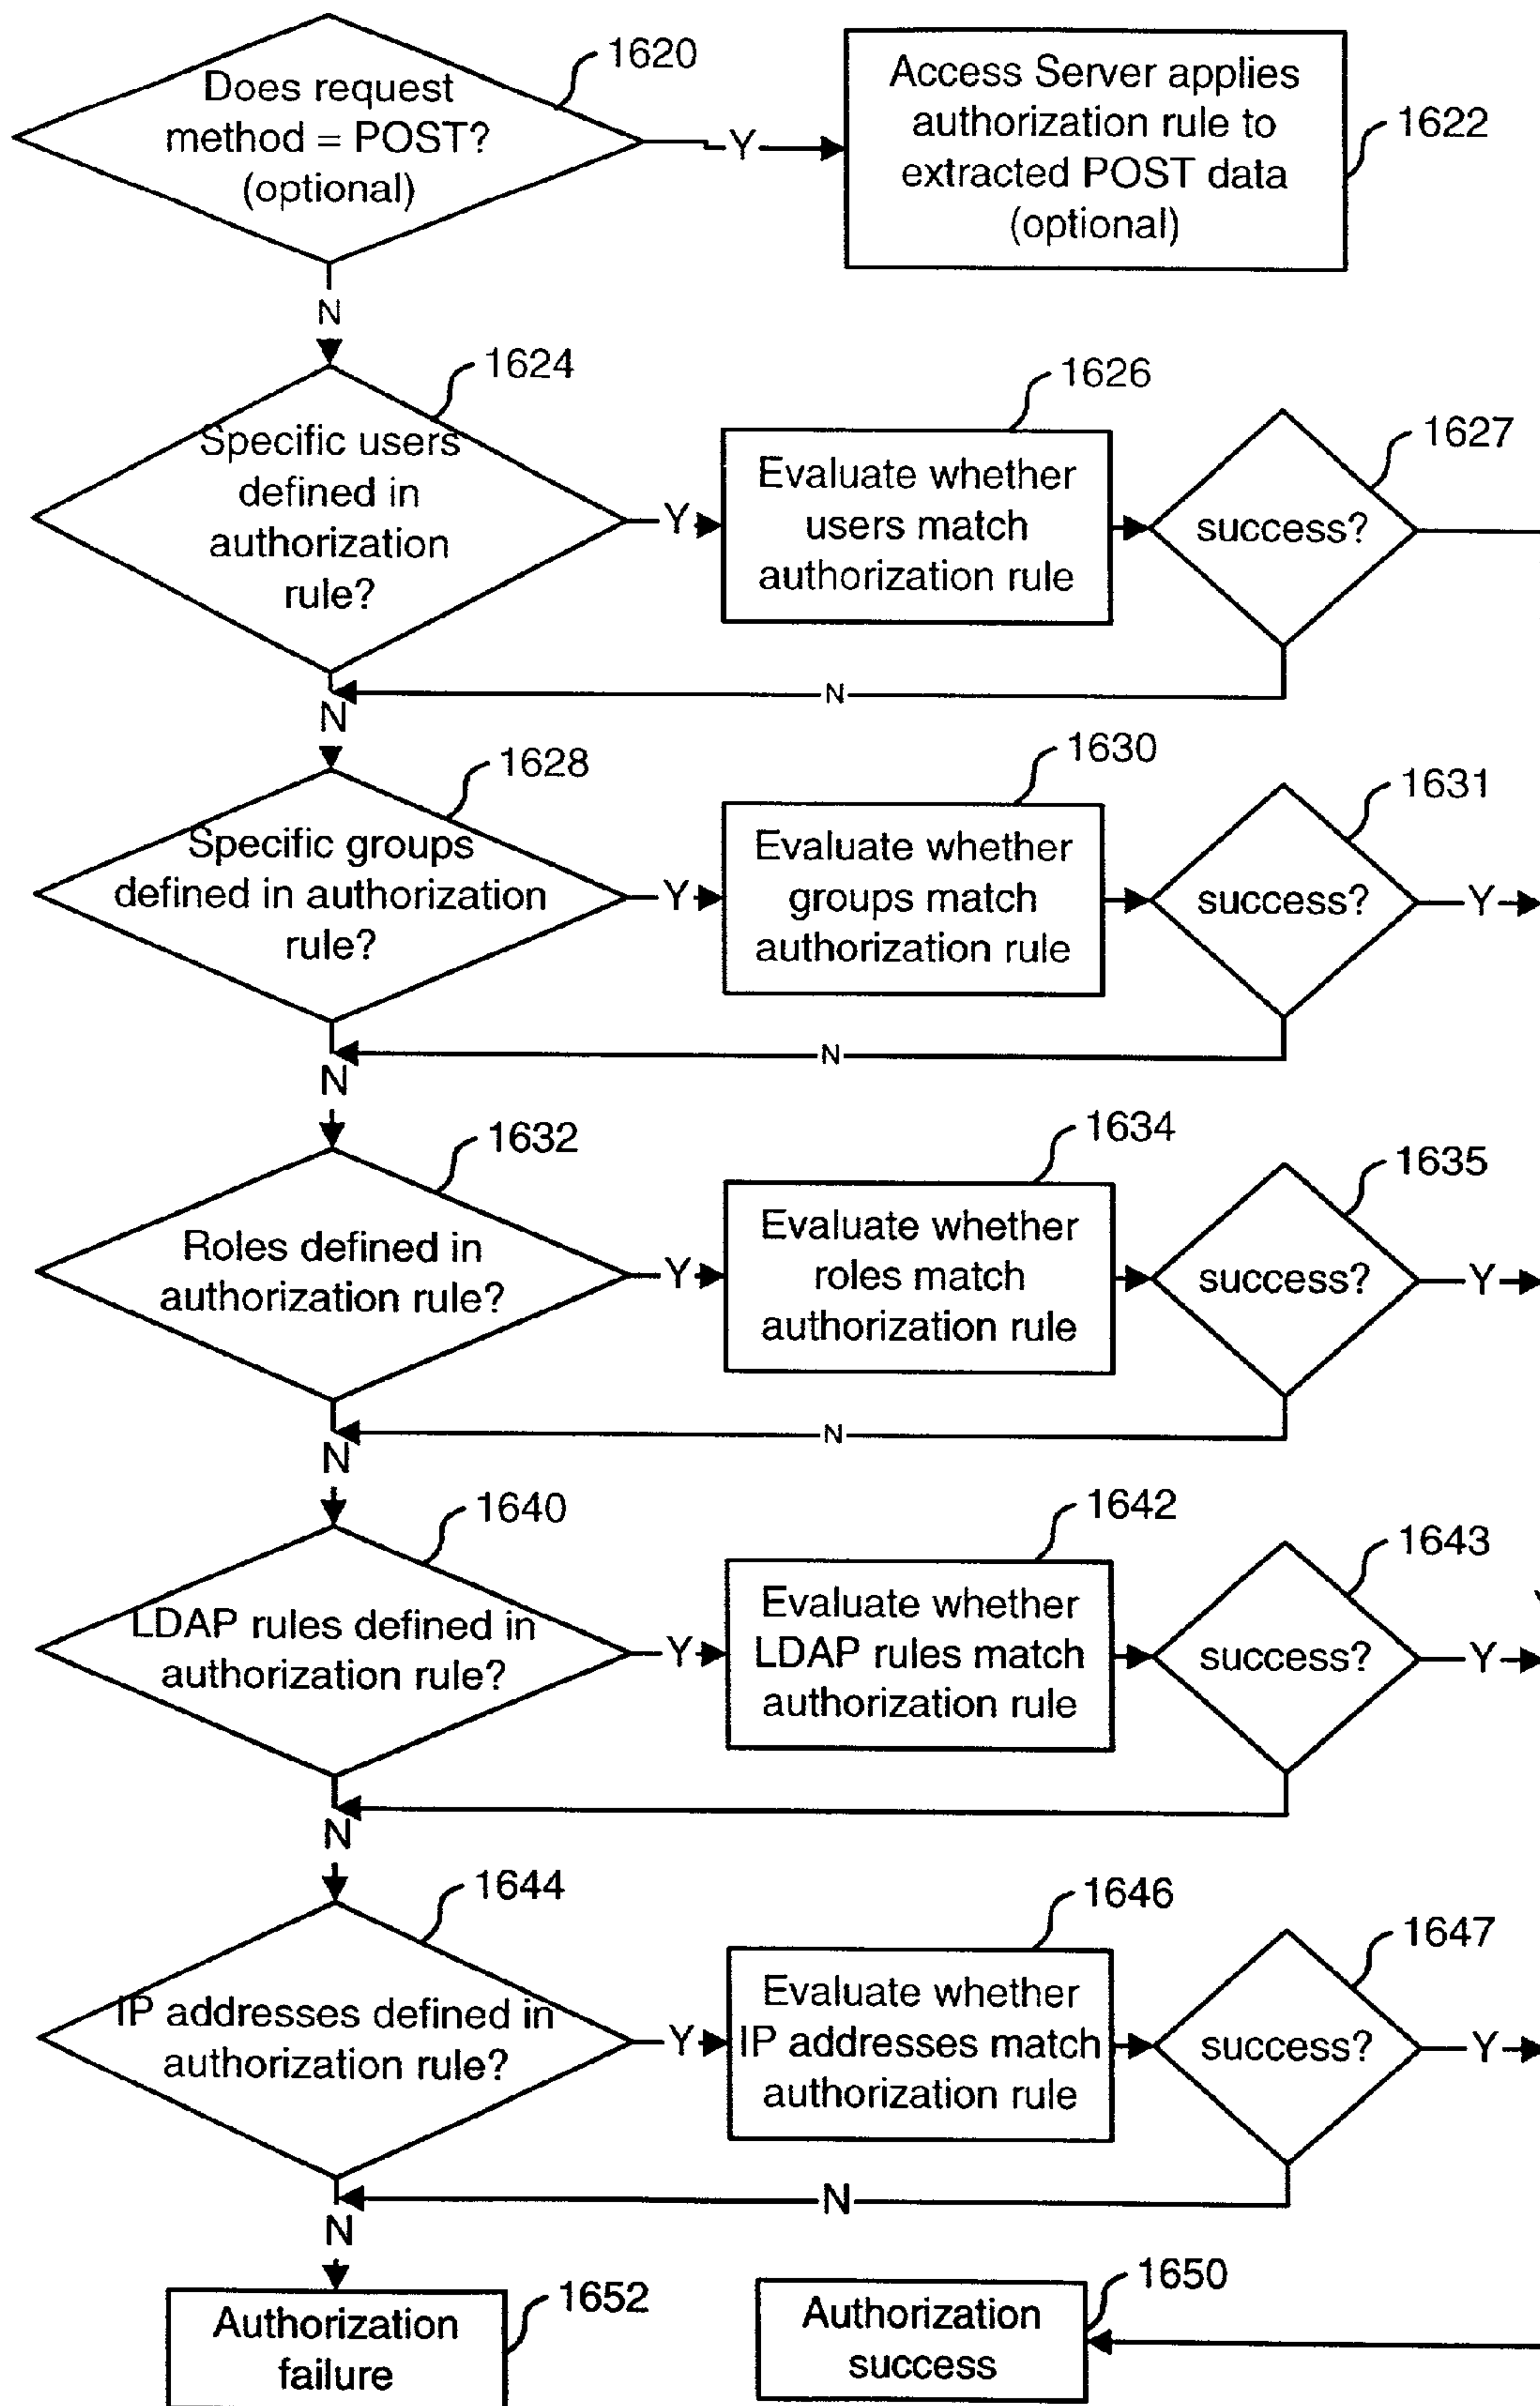 Does request
method = POST?
(optional)
1620
Y
Access Server applies
authorization rule to
extracted POST data
(optional)
1622
N
Specific users
defined in
authorization
rule?
1624
Y
Evaluate whether
users match
authorization rule
1626
success?
1627
N
N
Specific groups
defined in authorization
rule?
1628
Y
Evaluate whether
groups match
authorization rule
1630
success?
1631
Y
N
N
Roles defined in
authorization rule?
1632
Y
Evaluate whether
roles match
authorization rule
1634
success?
1635
Y
N
N
LDAP rules defined in
authorization rule?
1640
Y
Evaluate whether
LDAP rules match
authorization rule
1642
success?
1643
Y
N
IP addresses defined in
authorization rule?
1644
Y
Evaluate whether
IP addresses match
authorization rule
1646
success?
1647
Y
N
N
Authorization
failure
1652
Authorization
success
1650